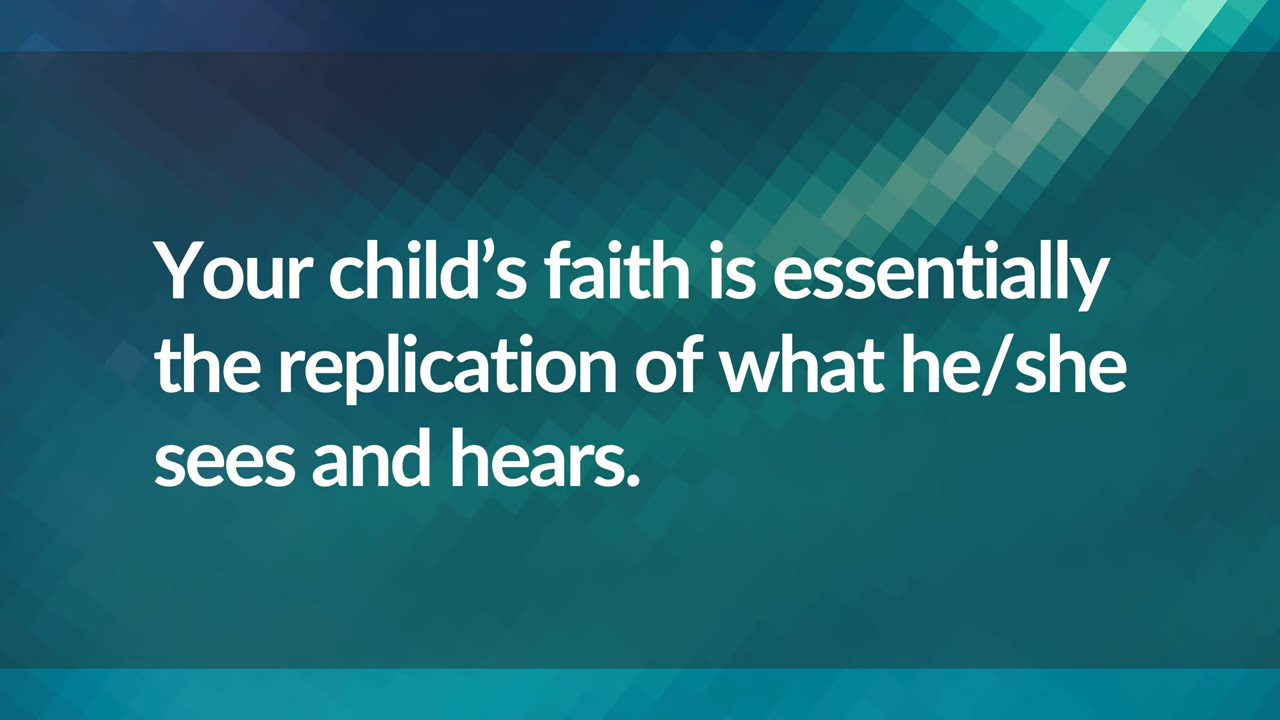 Your child’s faith is essentially
the replication of what he/she
sees and hears.